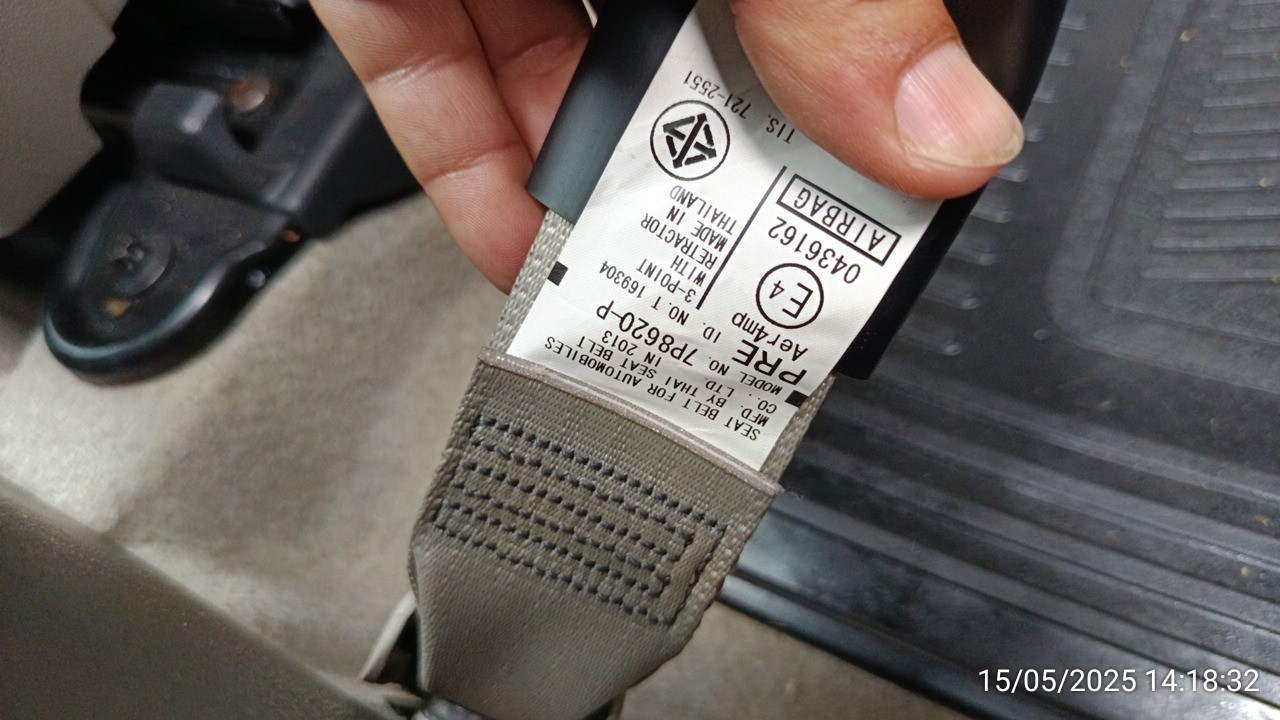 SEAT BELT FOR AUTOMOBILES
MFD. BY THAI SEAT BELT
CO., LTD. IN 2013
MODEL NO. 7P8620-P
PRE
ID. NO. T 169304
Aer4mp
3-POINT
WITH
RETRACTOR
MADE IN
THAILAND
E4
0436162
AIRBAG
TIS. 721-2551
15/05/2025 14:18:32